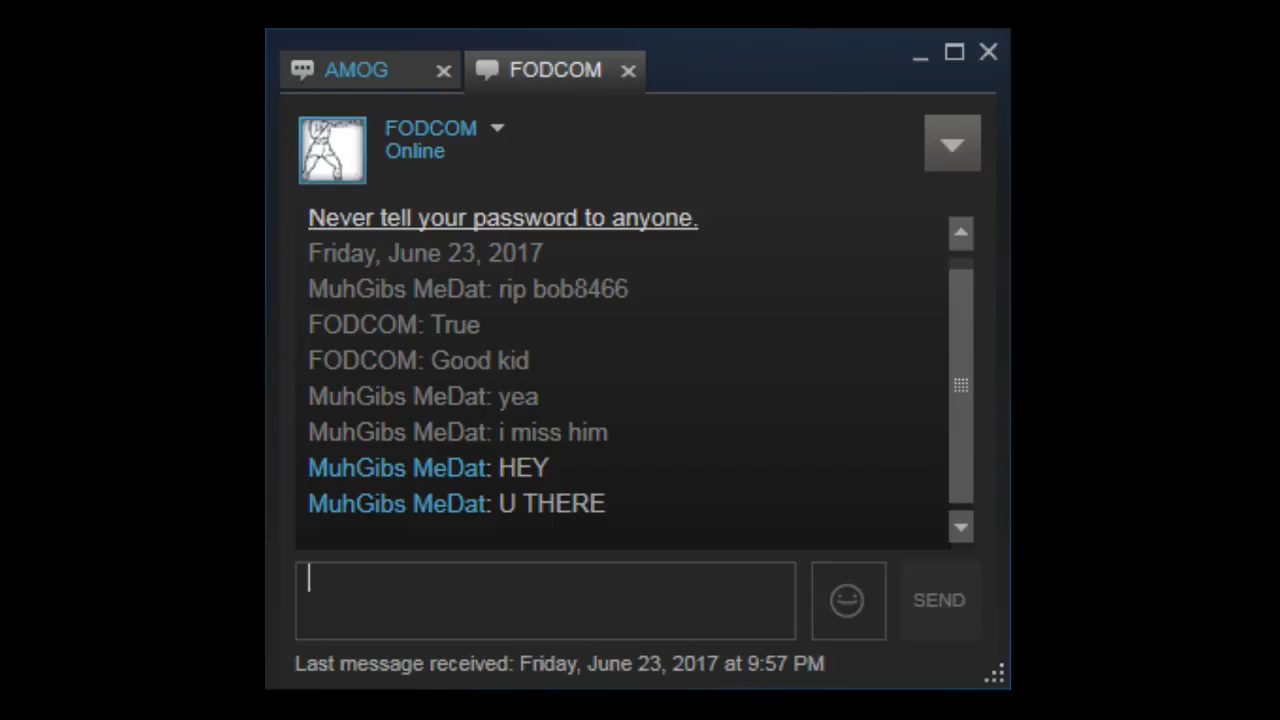 AMOG
FODCOM
FODCOM
Online
Never tell your password to anyone.
Friday, June 23, 2017
MuhGibs MeDat: rip bob8466
FODCOM: True
FODCOM: Good kid
MuhGibs MeDat: yea
MuhGibs MeDat: i miss him
MuhGibs MeDat: HEY
MuhGibs MeDat: U THERE
SEND
Last message received: Friday, June 23, 2017 at 9:57 PM